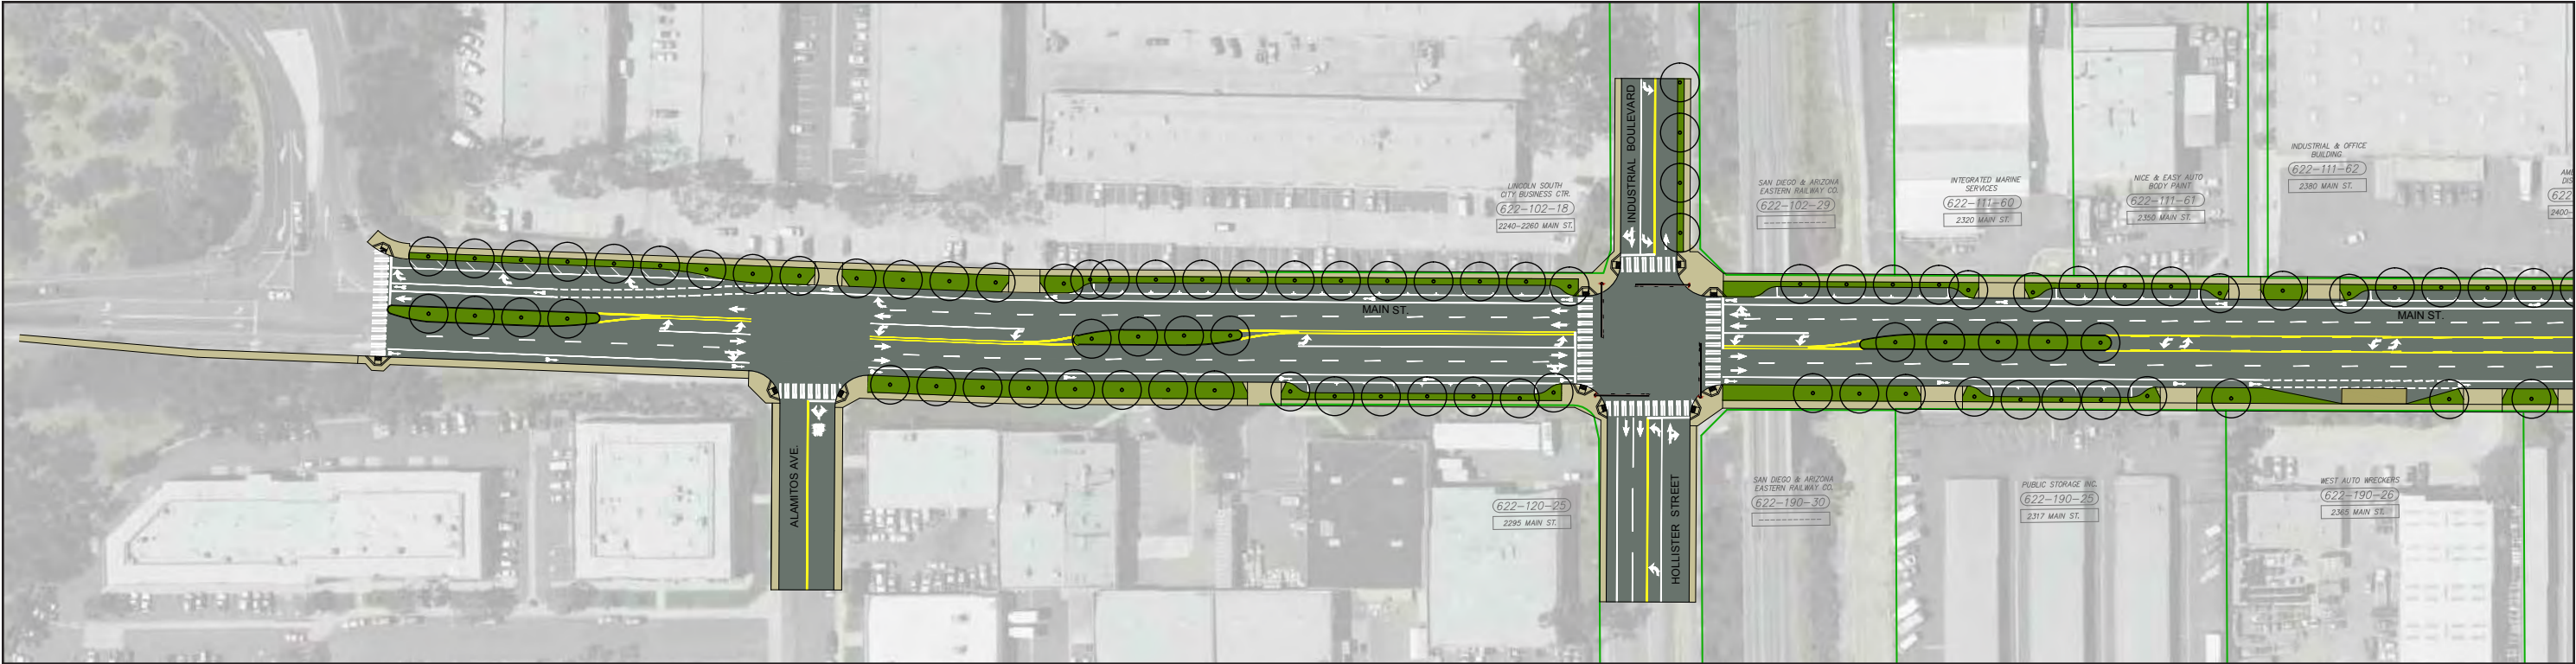 INDUSTRIAL BOULEVARD
LINCOLN SOUTH
CITY BUSINESS CTR.
622-102-18
2240-2260 MAIN ST.
SAN DIEGO & ARIZONA
EASTERN RAILWAY CO.
622-102-29
INTEGRATED MARINE
SERVICES
622-111-60
2320 MAIN ST.
NICE & EASY AUTO
BODY PAINT
622-111-61
2350 MAIN ST.
INDUSTRIAL & OFFICE
BUILDING
622-111-62
2380 MAIN ST.
AME
DIS
622
2400-
MAIN ST.
MAIN ST.
ALAMITOS AVE.
622-120-25
2295 MAIN ST.
HOLLISTER STREET
SAN DIEGO & ARIZONA
EASTERN RAILWAY CO.
622-190-30
PUBLIC STORAGE INC.
622-190-25
2317 MAIN ST.
WEST AUTO WRECKERS
622-190-26
2365 MAIN ST.